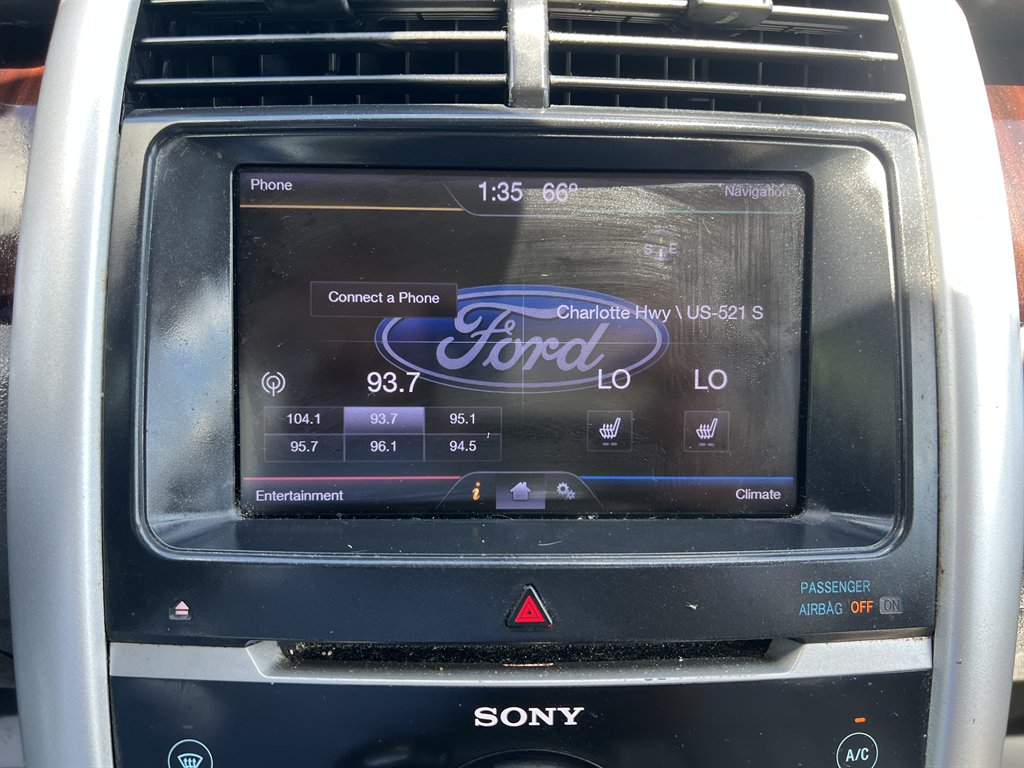 Phone
1:35 66°
Navigation
S E
Connect a Phone
Ford
Charlotte Hwy \ US-521 S
93.7
LO LO
104.1 93.7 95.1
95.7 96.1 94.5
i
Entertainment
Climate
PASSENGER
AIRBAG OFF ON
SONY
A/C